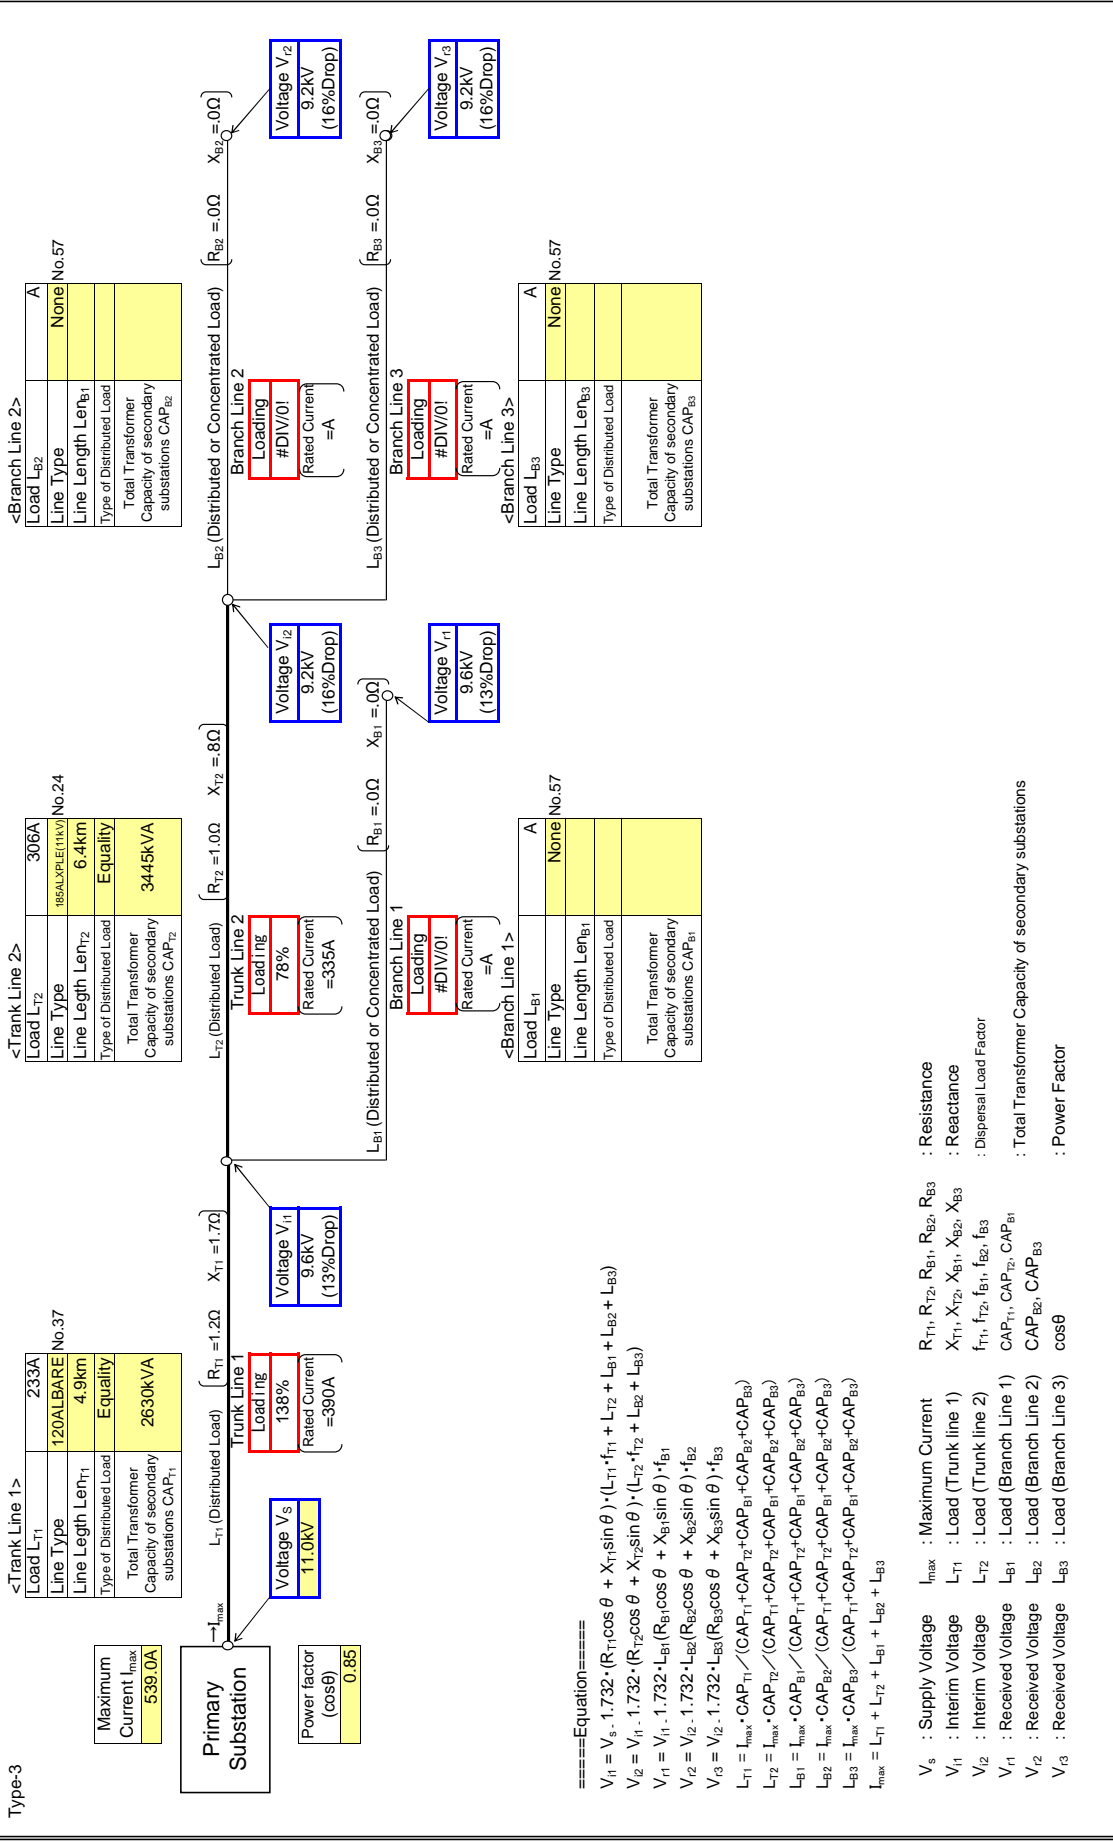 Type-3
Maximum
Current Imax
539.0A
Primary
Substation
Power factor
(cosθ)
0.85
→Imax
Voltage VS
11.0kV
<Trank Line 1>
Load LT1 233A
Line Type 120ALBARE No.37
Line Legth LenT1 4.9km
Type of Distributed Load Equality
Total Transformer
Capacity of secondary
substations CAPT1
2630kVA
LT1 (Distributed Load)
RT1 =1.2Ω XT1 =1.7Ω
Trunk Line 1
Loading
138%
Rated Current
=390A
Voltage Vi1
9.6kV
(13%Drop)
<Trank Line 2>
Load LT2 306A
Line Type 185ALXPLE(11kV) No.24
Line Legth LenT2 6.4km
Type of Distributed Load Equality
Total Transformer
Capacity of secondary
substations CAPT2
3445kVA
LT2 (Distributed Load)
RT2 =1.0Ω XT2 =.8Ω
Trunk Line 2
Loading
78%
Rated Current
=335A
Voltage Vi2
9.2kV
(16%Drop)
LB1 (Distributed or Concentrated Load)
RB1 =.0Ω XB1 =.0Ω
Branch Line 1
Loading
#DIV/0!
Rated Current
=A
Voltage Vr1
9.6kV
(13%Drop)
<Branch Line 1>
Load LB1 A
Line Type None No.57
Line Length LenB1
Type of Distributed Load
Total Transformer
Capacity of secondary
substations CAPB1
<Branch Line 2>
Load LB2 A
Line Type None No.57
Line Length LenB1
Type of Distributed Load
Total Transformer
Capacity of secondary
substations CAPB2
LB2 (Distributed or Concentrated Load)
RB2 =.0Ω XB2 =.0Ω
Branch Line 2
Loading
#DIV/0!
Rated Current
=A
Voltage Vr2
9.2kV
(16%Drop)
LB3 (Distributed or Concentrated Load)
RB3 =.0Ω XB3 =.0Ω
Branch Line 3
Loading
#DIV/0!
Rated Current
=A
Voltage Vr3
9.2kV
(16%Drop)
<Branch Line 3>
Load LB3 A
Line Type None No.57
Line Length LenB3
Type of Distributed Load
Total Transformer
Capacity of secondary
substations CAPB3
=====Equation=====
Vi1 = VS - 1.732・(RT1cosθ + XT1sinθ)・(LT1・fT1 + LT2 + LB1 + LB2 + LB3)
Vi2 = Vi1 - 1.732・(RT2cosθ + XT2sinθ)・(LT2・fT2 + LB2 + LB3)
Vr1 = Vi1 - 1.732・LB1(RB1cosθ + XB1sinθ)・fB1
Vr2 = Vi2 - 1.732・LB2(RB2cosθ + XB2sinθ)・fB2
Vr3 = Vi2 - 1.732・LB3(RB3cosθ + XB3sinθ)・fB3
LT1 = Imax・CAPT1／(CAPT1+CAPT2+CAPB1+CAPB2+CAPB3)
LT2 = Imax・CAPT2／(CAPT1+CAPT2+CAPB1+CAPB2+CAPB3)
LB1 = Imax・CAPB1／(CAPT1+CAPT2+CAPB1+CAPB2+CAPB3)
LB2 = Imax・CAPB2／(CAPT1+CAPT2+CAPB1+CAPB2+CAPB3)
LB3 = Imax・CAPB3／(CAPT1+CAPT2+CAPB1+CAPB2+CAPB3)
Imax = LT1 + LT2 + LB1 + LB2 + LB3
Vs : Supply Voltage Imax : Maximum Current RT1, RT2, RB1, RB2, RB3 : Resistance
Vi1 : Interim Voltage LT1 : Load (Trunk line 1) XT1, XT2, XB1, XB2, XB3 : Reactance
Vi2 : Interim Voltage LT2 : Load (Trunk line 2) fT1, fT2, fB1, fB2, fB3 : Dispersal Load Factor
Vr1 : Received Voltage LB1 : Load (Branch Line 1) CAPT1, CAPT2, CAPB1 : Total Transformer Capacity of secondary substations
Vr2 : Received Voltage LB2 : Load (Branch Line 2) CAPB2, CAPB3
Vr3 : Received Voltage LB3 : Load (Branch Line 3) cosθ : Power Factor